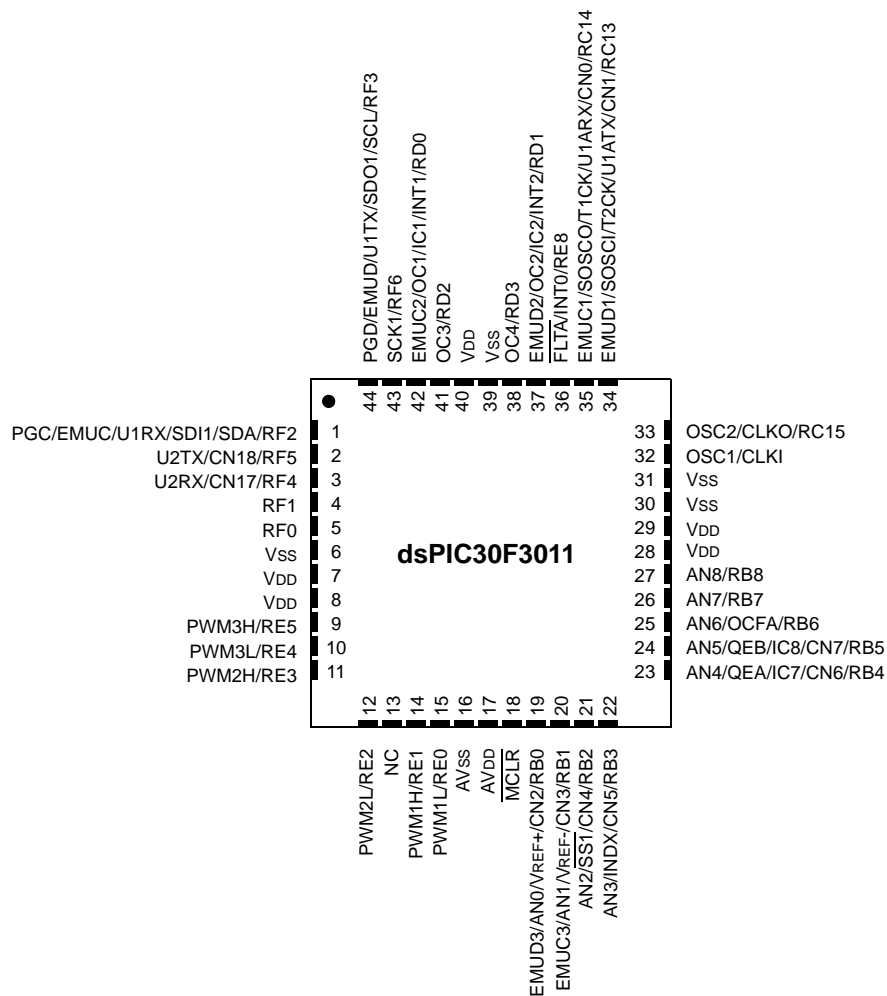 PGD/EMUD/U1TX/SDO1/SCL/RF3
SCK1/RF6
EMUC2/OC1/IC1/INT1/RD0
OC3/RD2
VDD
VSS
OC4/RD3
EMUD2/OC2/IC2/INT2/RD1
FLTA/INT0/RE8
EMUC1/SOSCO/T1CK/U1ARX/CN0/RC14
EMUD1/SOSCI/T2CK/U1ATX/CN1/RC13
44
43
42
41
40
39
38
37
36
35
34
PGC/EMUC/U1RX/SDI1/SDA/RF2 1
U2TX/CN18/RF5 2
U2RX/CN17/RF4 3
RF1 4
RF0 5
VSS 6
VDD 7
VDD 8
PWM3H/RE5 9
PWM3L/RE4 10
PWM2H/RE3 11
dsPIC30F3011
33 OSC2/CLKO/RC15
32 OSC1/CLKI
31 VSS
30 VSS
29 VDD
28 VDD
27 AN8/RB8
26 AN7/RB7
25 AN6/OCFA/RB6
24 AN5/QEB/IC8/CN7/RB5
23 AN4/QEA/IC7/CN6/RB4
12
13
14
15
16
17
18
19
20
21
22
PWM2L/RE2
NC
PWM1H/RE1
PWM1L/RE0
AVSS
AVDD
MCLR
EMUD3/AN0/VREF+/CN2/RB0
EMUC3/AN1/VREF-/CN3/RB1
AN2/SS1/CN4/RB2
AN3/INDX/CN5/RB3